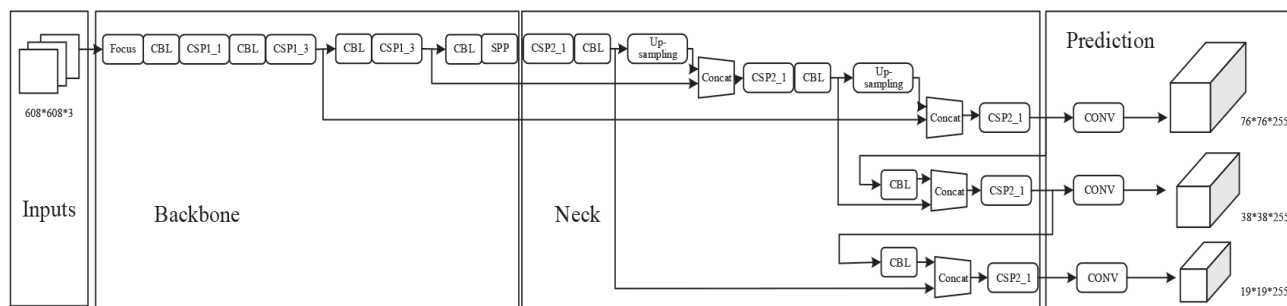 Focus CBL CSP1_1 CBL CSP1_3 CBL CSP1_3 CBL SPP CSP2_1 CBL Up-
sampling
Concat CSP2_1 CBL Up-
sampling
Concat CSP2_1 CONV
Prediction
76*76*255
608*608*3
CBL Concat CSP2_1 CONV
38*38*255
Inputs Backbone Neck
CBL Concat CSP2_1 CONV
19*19*255